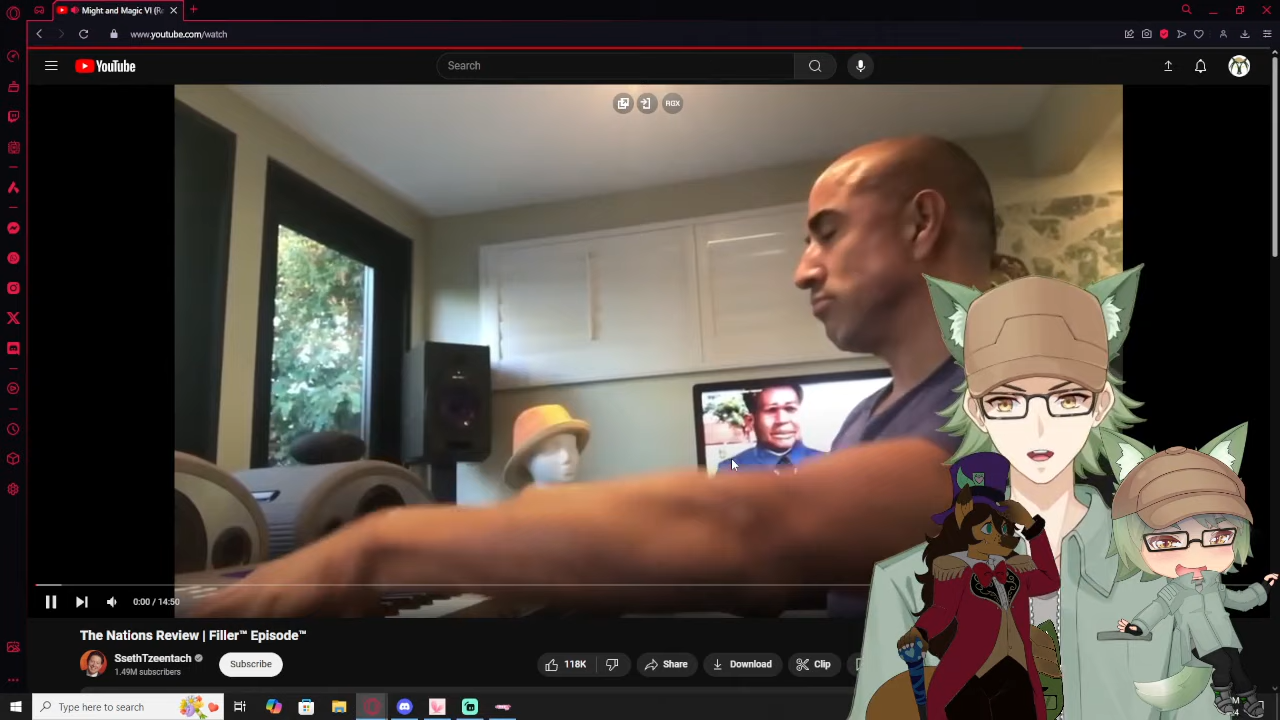 Might and Magic VI (Re
www.youtube.com/watch
YouTube
Search
RGX
0:00 / 14:50
The Nations Review | Filler™ Episode™
SsethTzeentach
1.49M subscribers
Subscribe
118K
Share
Download
Clip
Type here to search